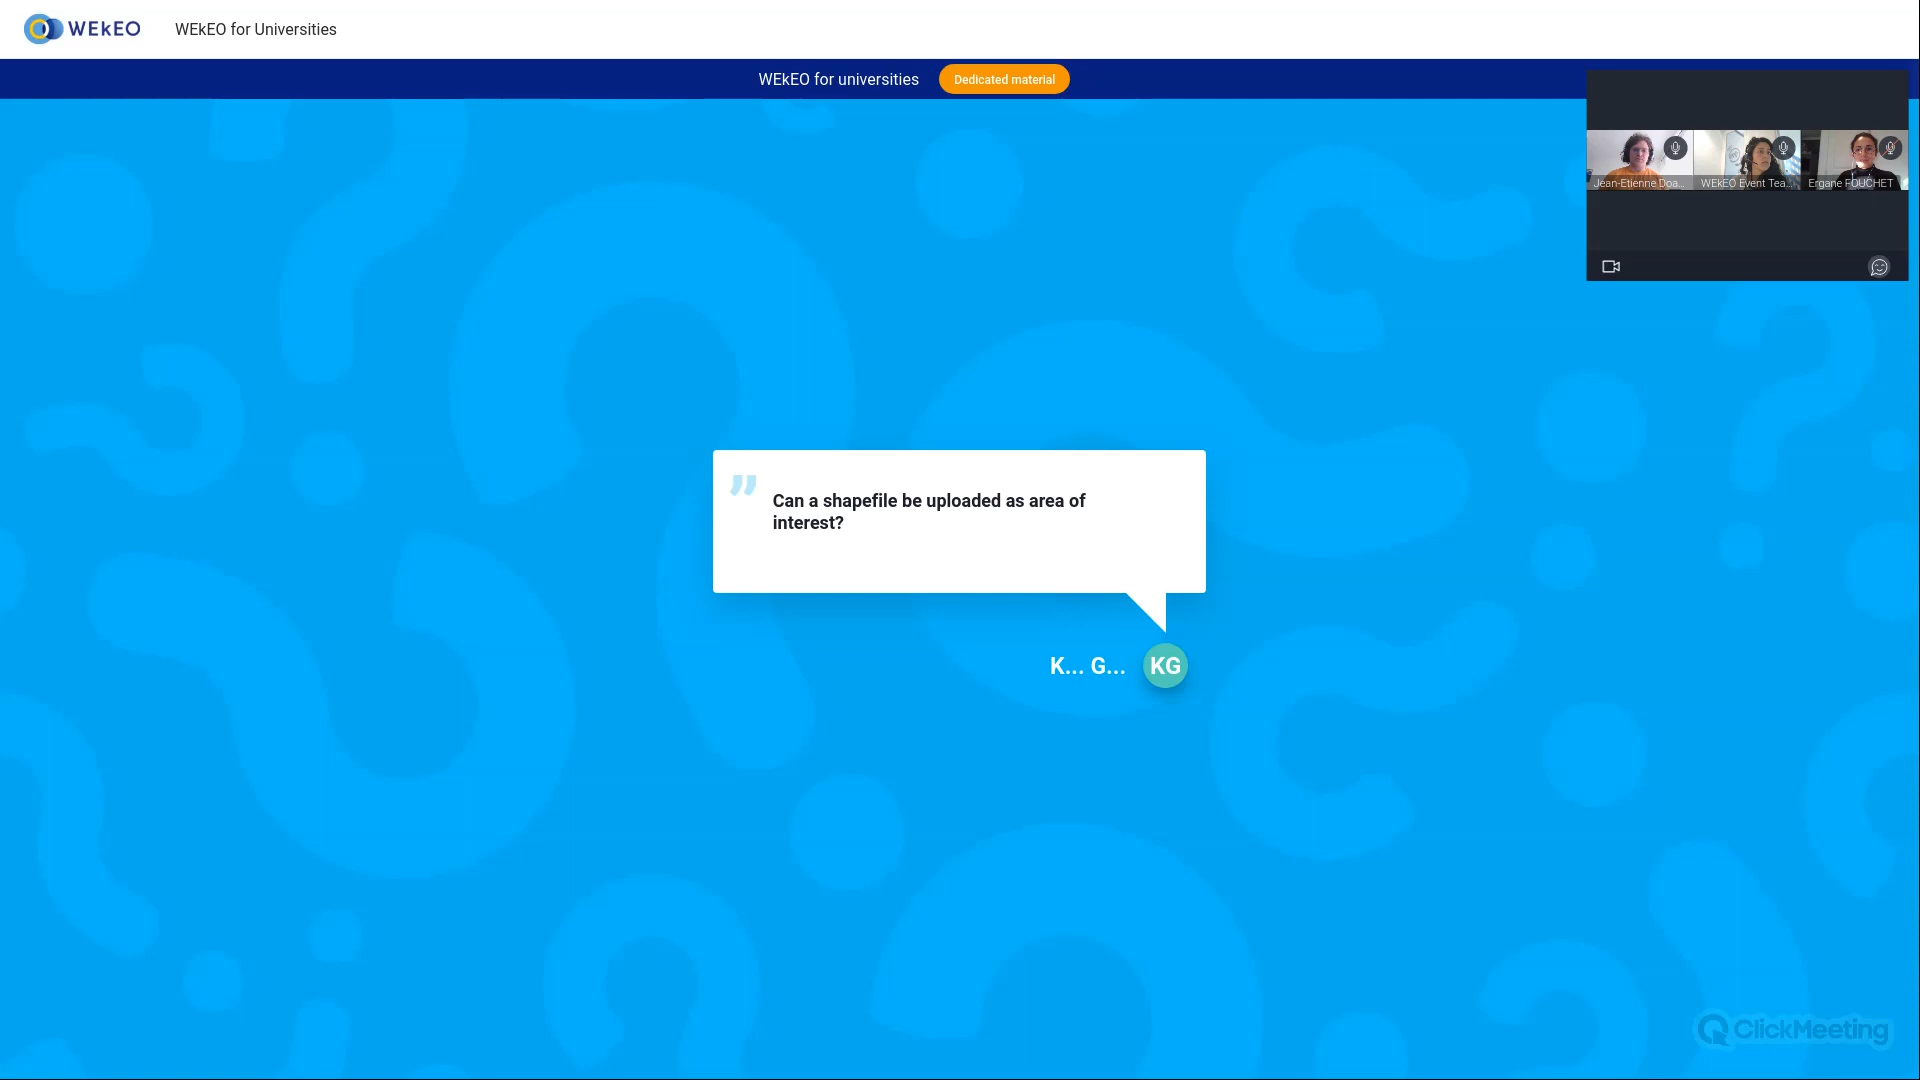 WEkEO
WEkEO for Universities
WEkEO for universities
Dedicated material
Jean-Etienne Doa...
WEkEO Event Tea...
Ergane FOUCHET
”
Can a shapefile be uploaded as area of
interest?
K... G...
KG
ClickMeeting